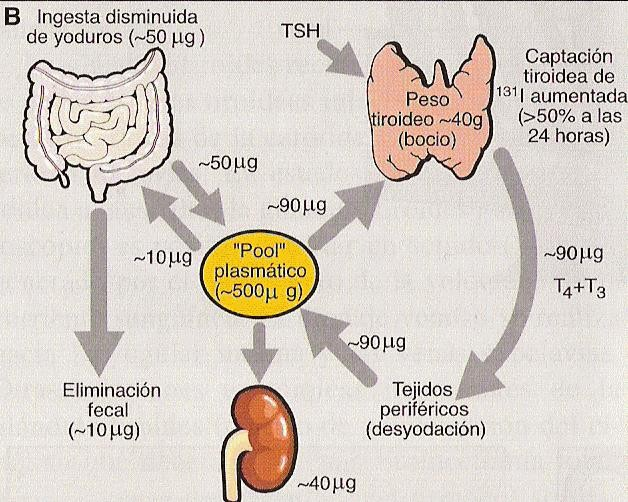 B
Ingesta disminuida
de yoduros (~50 µg)
TSH
Peso
tiroideo ~40g
(bocio)
Captación
tiroidea de
¹³¹I aumentada
(>50% a las
24 horas)
~50µg
~90µg
~10µg
"Pool"
plasmático
(~500µ g)
~90µg
T₄+T₃
~90µg
Eliminación
fecal
(~10µg)
Tejidos
periféricos
(desyodación)
~40µg